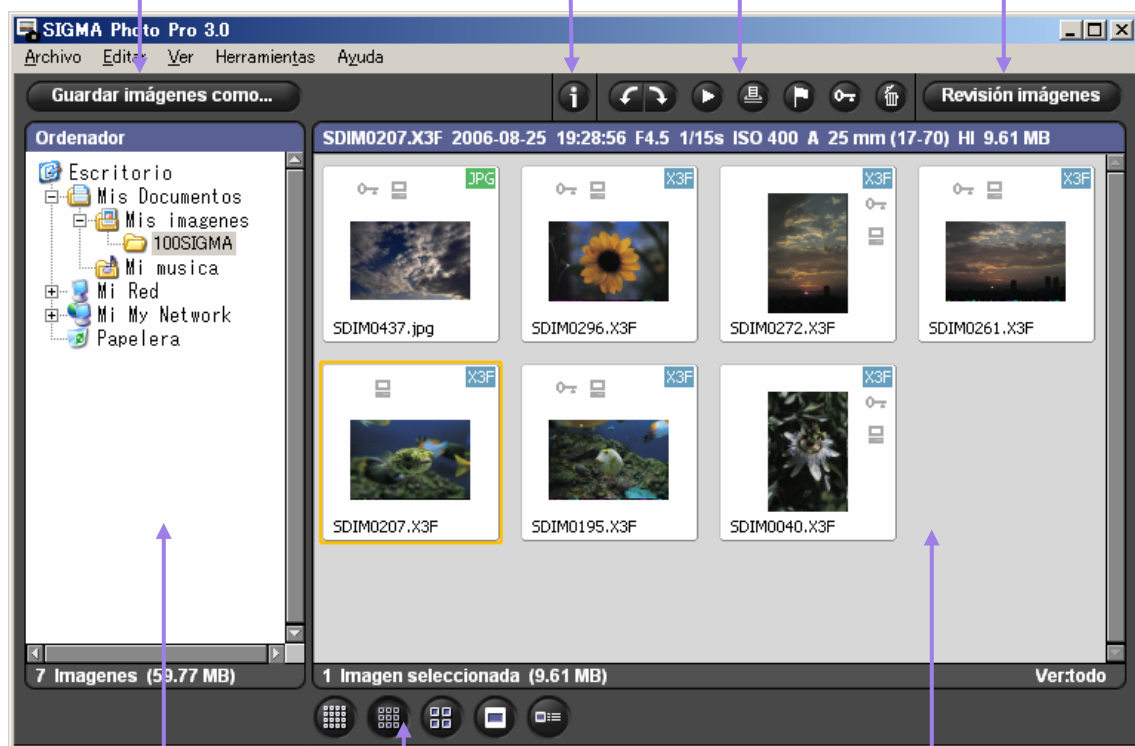 SIGMA Photo Pro 3.0
Archivo Editar Ver Herramientas Ayuda
Guardar imágenes como...
Revisión imágenes
Ordenador
SDIM0207.X3F 2006-08-25 19:28:56 F4.5 1/15s ISO 400 A 25 mm (17-70) HI 9.61 MB
Escritorio
Mis Documentos
Mis imagenes
100SIGMA
Mi musica
Mi Red
Mi My Network
Papelera
JPG
X3F
X3F
X3F
SDIM0437.jpg
SDIM0296.X3F
SDIM0272.X3F
SDIM0261.X3F
X3F
X3F
X3F
SDIM0207.X3F
SDIM0195.X3F
SDIM0040.X3F
7 Imagenes (59.77 MB)
1 Imagen seleccionada (9.61 MB)
Ver:todo